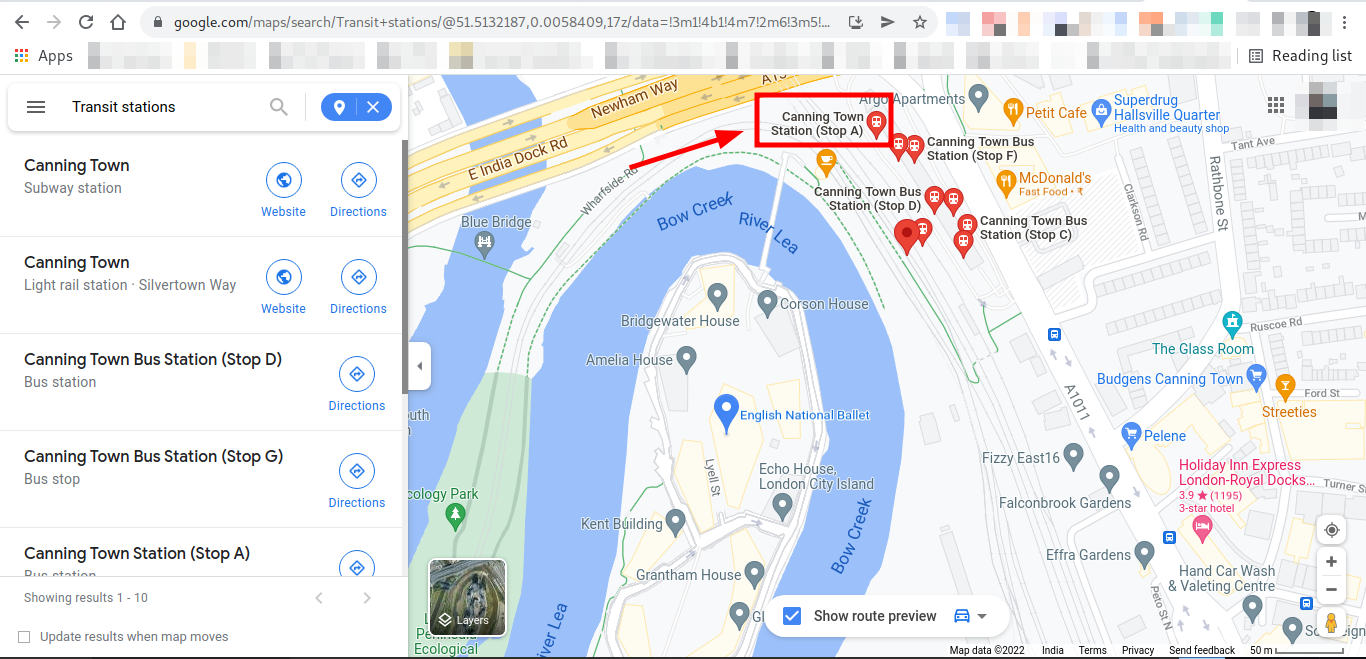 google.com/maps/search/Transit+stations/@51.5132187,0.0058409,17z/data=!3m1!4b1!4m7!2m6!3m5!...
Apps
Reading list
Transit stations
Canning Town
Subway station
Website
Directions
Canning Town
Light rail station · Silvertown Way
Website
Directions
Canning Town Bus Station (Stop D)
Bus station
Directions
Canning Town Bus Station (Stop G)
Bus stop
Directions
Canning Town Station (Stop A)
Bus station
Showing results 1 - 10
Update results when map moves
Newham Way
A13
E India Dock Rd
Wharfside Rd
Blue Bridge
Argo Apartments
Canning Town
Station (Stop A)
Canning Town Bus
Station (Stop F)
Canning Town Bus
Station (Stop D)
Canning Town Bus
Station (Stop C)
Petit Cafe
Superdrug
Hallsville Quarter
Health and beauty shop
McDonald's
Fast Food · ₹
Tant Ave
Rathbone St
Clarkson Rd
Bow Creek
River Lea
Corson House
Bridgewater House
Amelia House
English National Ballet
Lyell St
Echo House,
London City Island
Kent Building
Grantham House
Bow Creek
River Lea
cology Park
Ecological
Ruscoe Rd
The Glass Room
Budgens Canning Town
Ford St
Streeties
A1011
Pelene
Fizzy East16
Falconbrook Gardens
Holiday Inn Express
London-Royal Docks...
3.9 ★ (1195)
3-star hotel
Turner St
Effra Gardens
Hand Car Wash
& Valeting Centre
Peto St N
Layers
Show route preview
Map data ©2022
India
Terms
Privacy
Send feedback
50 m